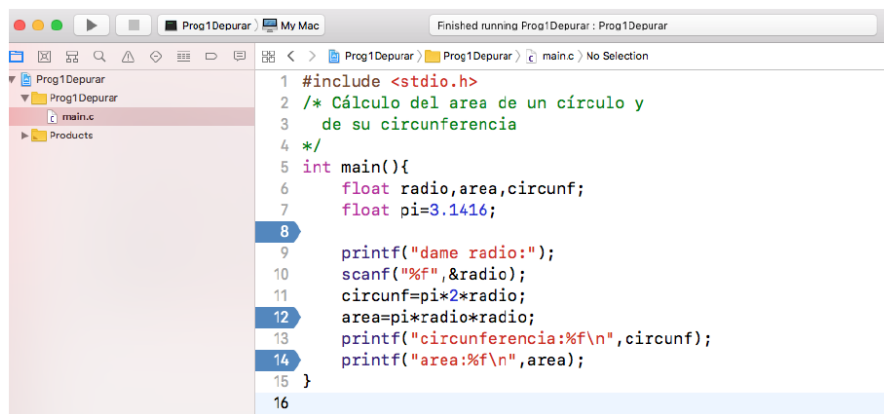 Prog1Depurar 〉 My Mac
Finished running Prog1Depurar : Prog1Depurar
Prog1Depurar 〉 Prog1Depurar 〉 main.c 〉 No Selection
Prog1Depurar
Prog1Depurar
main.c
Products
1 #include <stdio.h>
2 /* Cálculo del area de un círculo y
3 de su circunferencia
4 */
5 int main(){
6 float radio,area,circunf;
7 float pi=3.1416;
8
9 printf("dame radio:");
10 scanf("%f",&radio);
11 circunf=pi*2*radio;
12 area=pi*radio*radio;
13 printf("circunferencia:%f\n",circunf);
14 printf("area:%f\n",area);
15 }
16